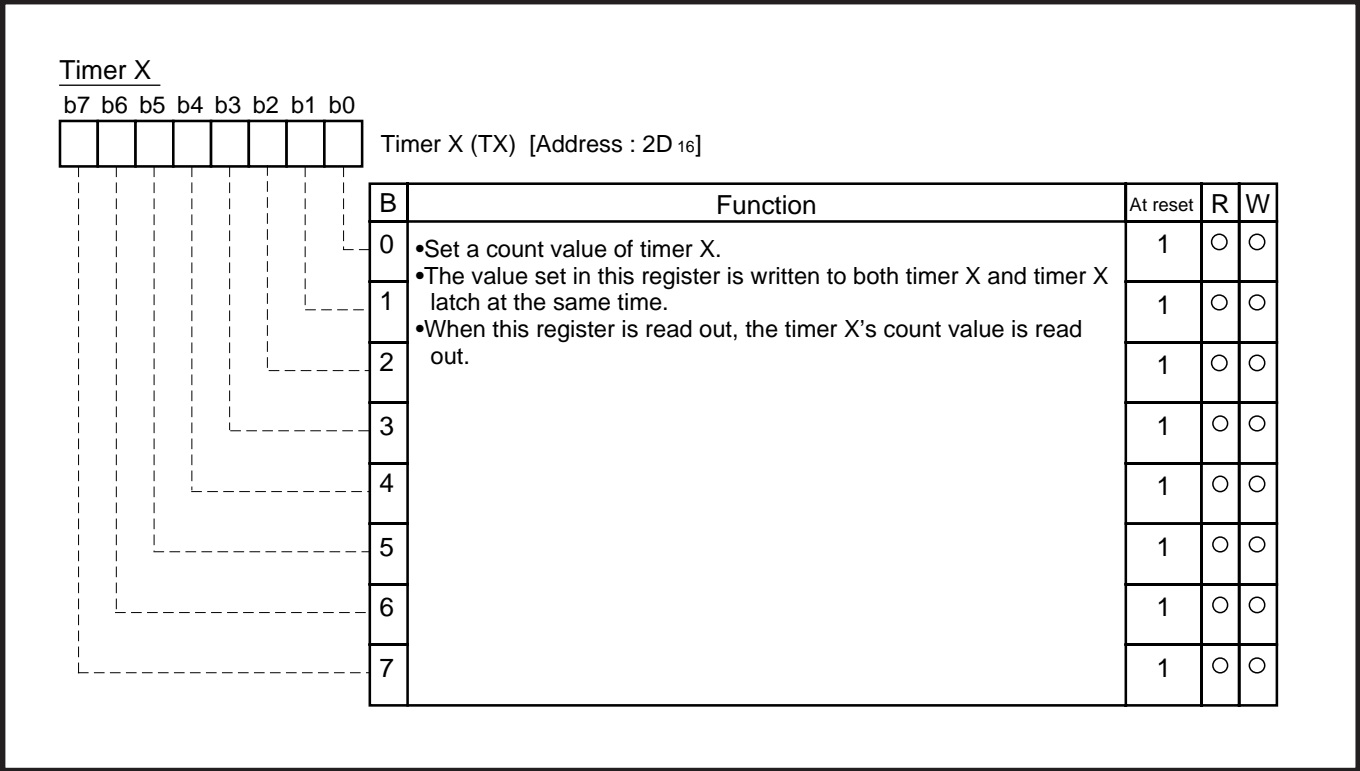 Timer X
b7 b6 b5 b4 b3 b2 b1 b0
Timer X (TX) [Address : 2D 16]
B Function At reset R W
0 1 ○ ○
•Set a count value of timer X.
•The value set in this register is written to both timer X and timer X
latch at the same time.
1 1 ○ ○
•When this register is read out, the timer X’s count value is read
out.
2 1 ○ ○
3 1 ○ ○
4 1 ○ ○
5 1 ○ ○
6 1 ○ ○
7 1 ○ ○